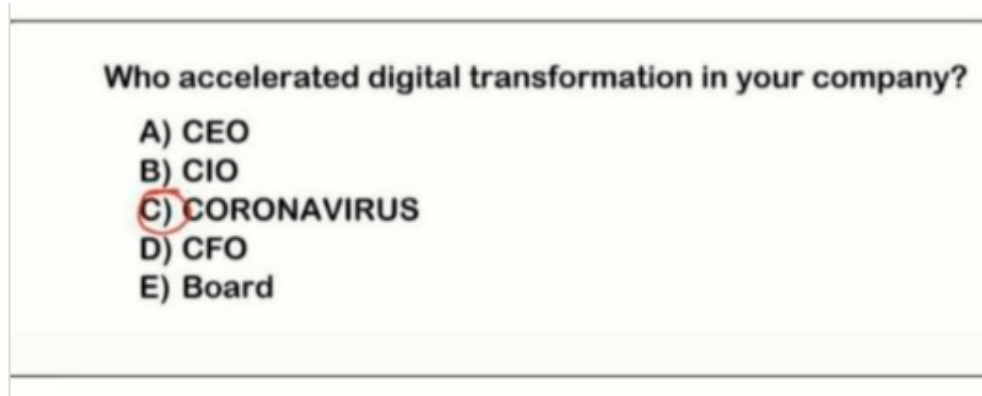 Who accelerated digital transformation in your company?
A) CEO
B) CIO
C) CORONAVIRUS
D) CFO
E) Board